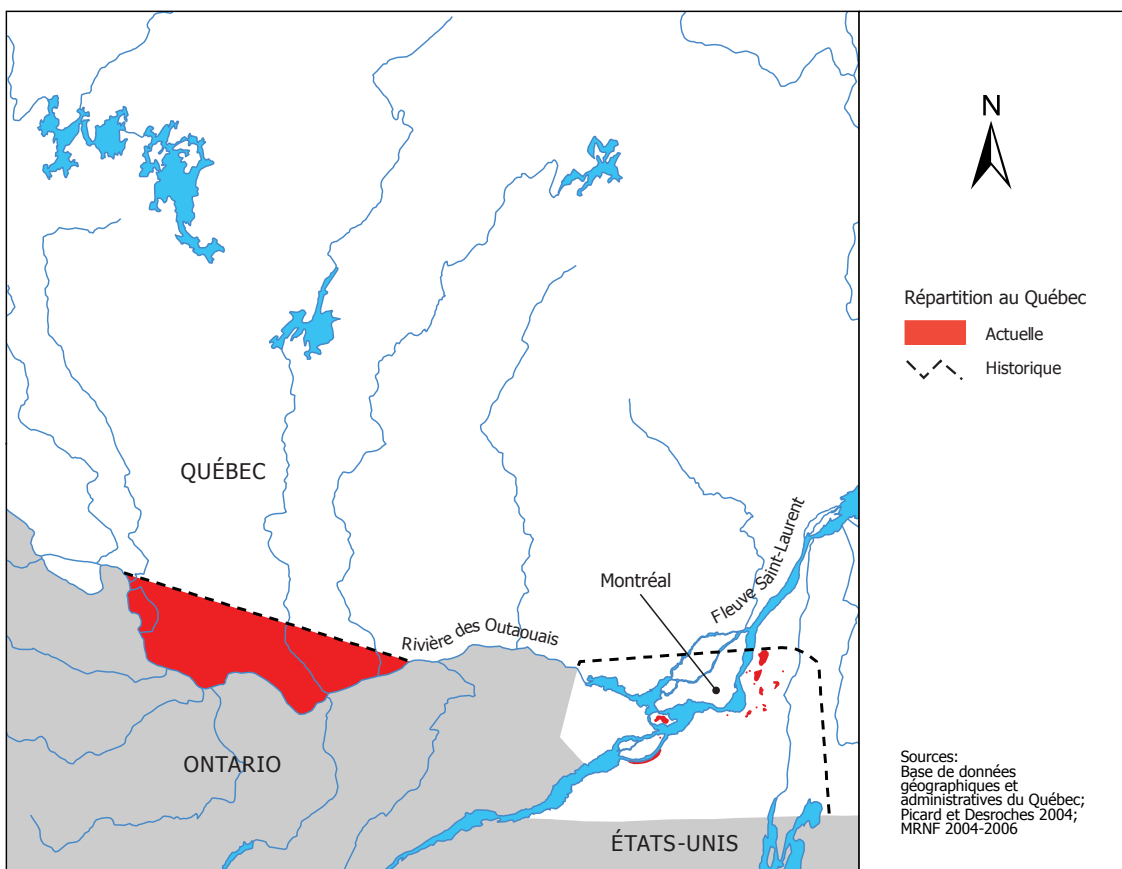 QUÉBEC
Montréal
Fleuve Saint-Laurent
Rivière des Outaouais
ONTARIO
ÉTATS-UNIS
N
Répartition au Québec
Actuelle
Historique
Sources:
Base de données
géographiques et
administratives du Québec;
Picard et Desroches 2004;
MRNF 2004-2006